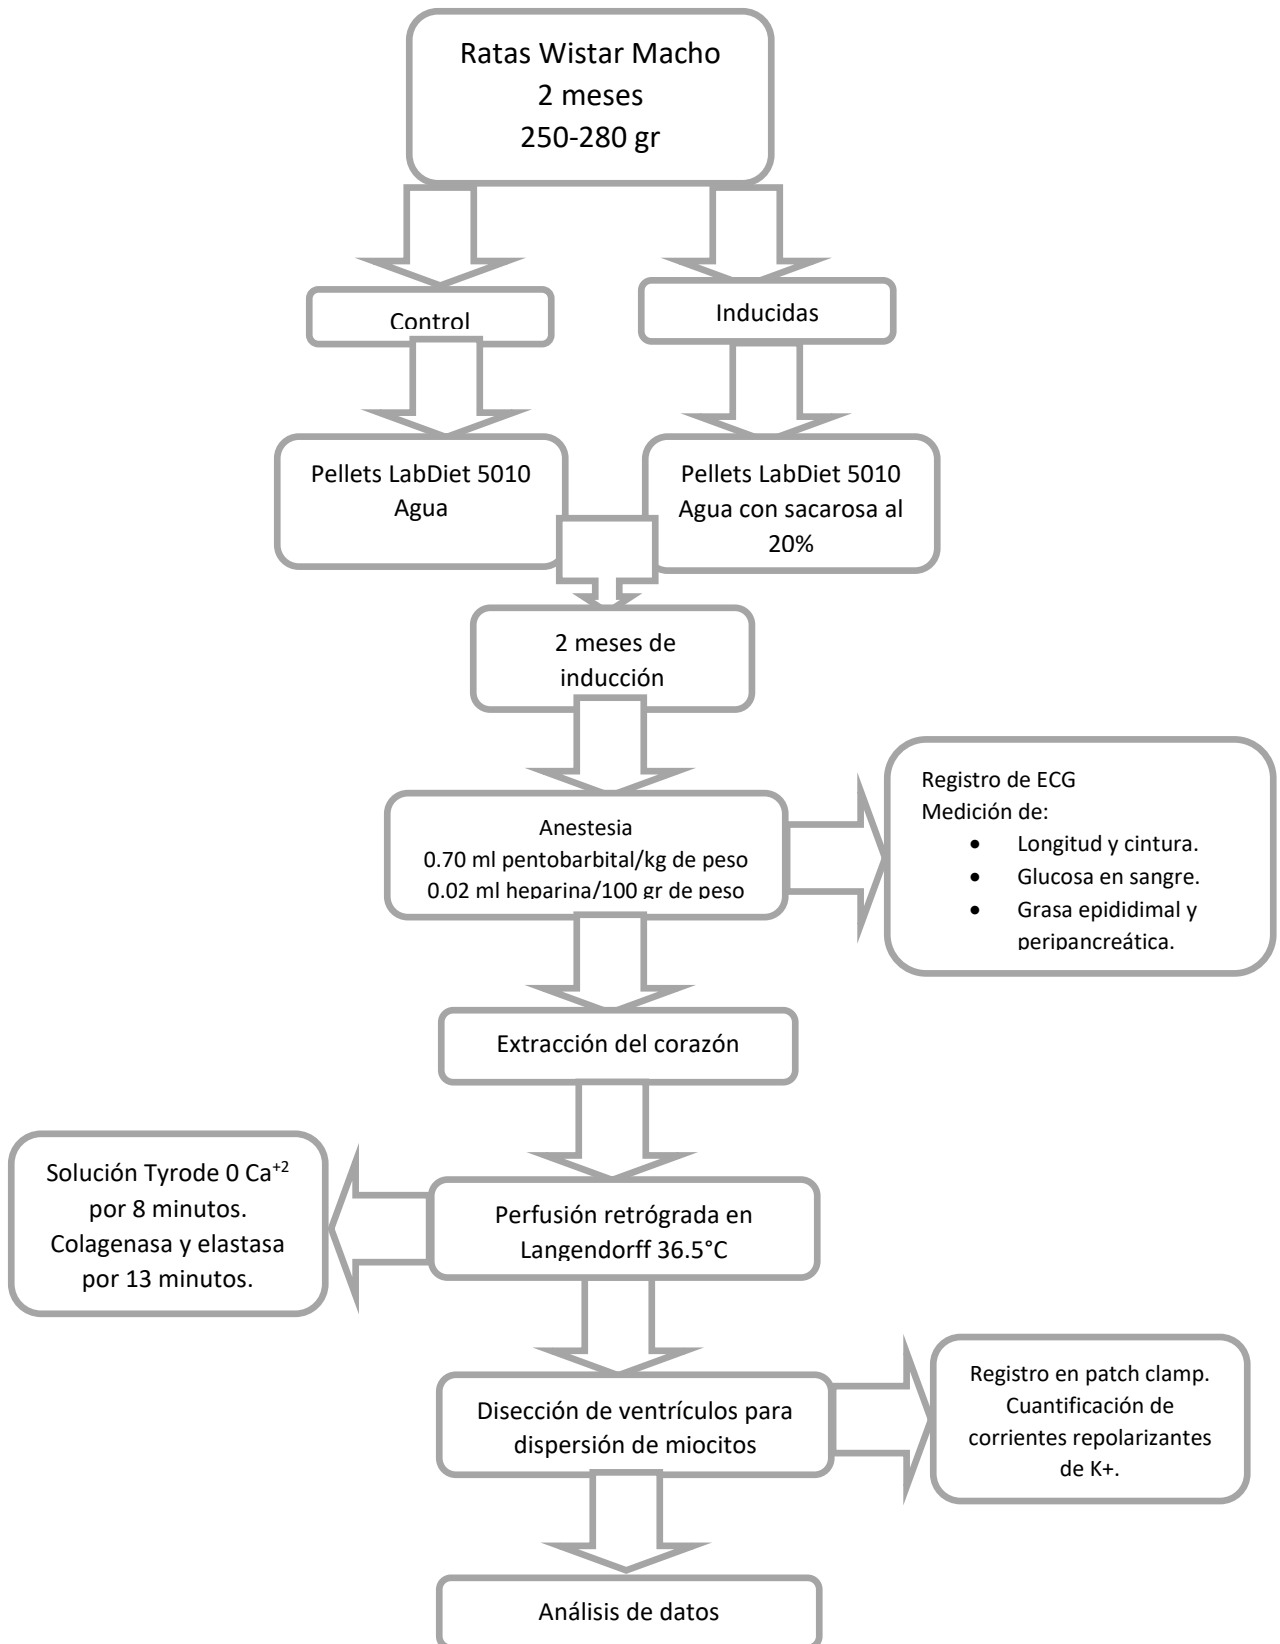 Ratas Wistar Macho
2 meses
250-280 gr
Control
Inducidas
Pellets LabDiet 5010
Agua
Pellets LabDiet 5010
Agua con sacarosa al
20%
2 meses de
inducción
Anestesia
0.70 ml pentobarbital/kg de peso
0.02 ml heparina/100 gr de peso
Registro de ECG
Medición de:
• Longitud y cintura.
• Glucosa en sangre.
• Grasa epididimal y
peripancreática.
Extracción del corazón
Perfusión retrógrada en
Langendorff 36.5°C
Solución Tyrode 0 Ca⁺²
por 8 minutos.
Colagenasa y elastasa
por 13 minutos.
Disección de ventrículos para
dispersión de miocitos
Registro en patch clamp.
Cuantificación de
corrientes repolarizantes
de K+.
Análisis de datos